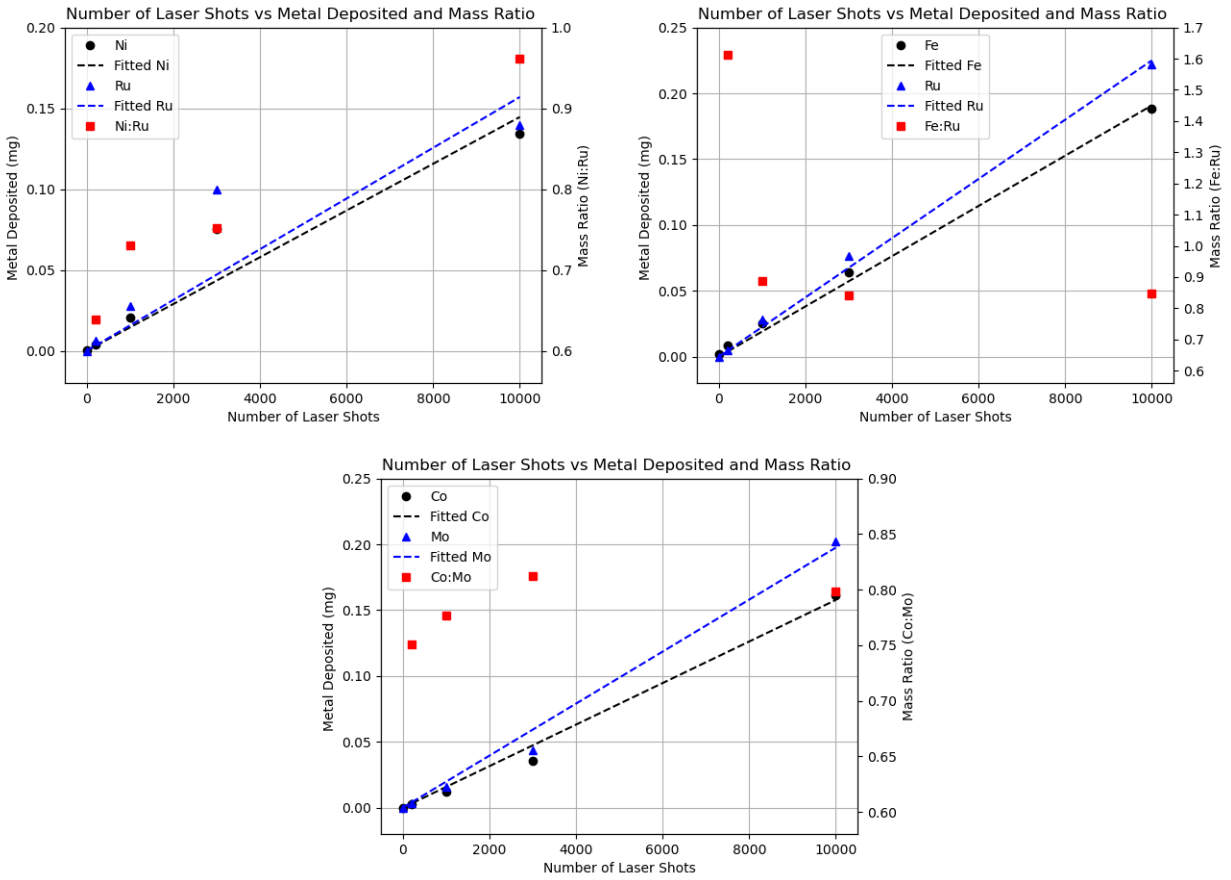 Number of Laser Shots vs Metal Deposited and Mass Ratio
Metal Deposited (mg)
0.20
0.15
0.10
0.05
0.00
Ni
Fitted Ni
Ru
Fitted Ru
Ni:Ru
1.0
0.9
0.8
0.7
0.6
Mass Ratio (Ni:Ru)
0 2000 4000 6000 8000 10000
Number of Laser Shots
Number of Laser Shots vs Metal Deposited and Mass Ratio
Metal Deposited (mg)
0.25
0.20
0.15
0.10
0.05
0.00
Fe
Fitted Fe
Ru
Fitted Ru
Fe:Ru
1.7
1.6
1.5
1.4
1.3
1.2
1.1
1.0
0.9
0.8
0.7
0.6
Mass Ratio (Fe:Ru)
0 2000 4000 6000 8000 10000
Number of Laser Shots
Number of Laser Shots vs Metal Deposited and Mass Ratio
Metal Deposited (mg)
0.25
0.20
0.15
0.10
0.05
0.00
Co
Fitted Co
Mo
Fitted Mo
Co:Mo
0.90
0.85
0.80
0.75
0.70
0.65
0.60
Mass Ratio (Co:Mo)
0 2000 4000 6000 8000 10000
Number of Laser Shots